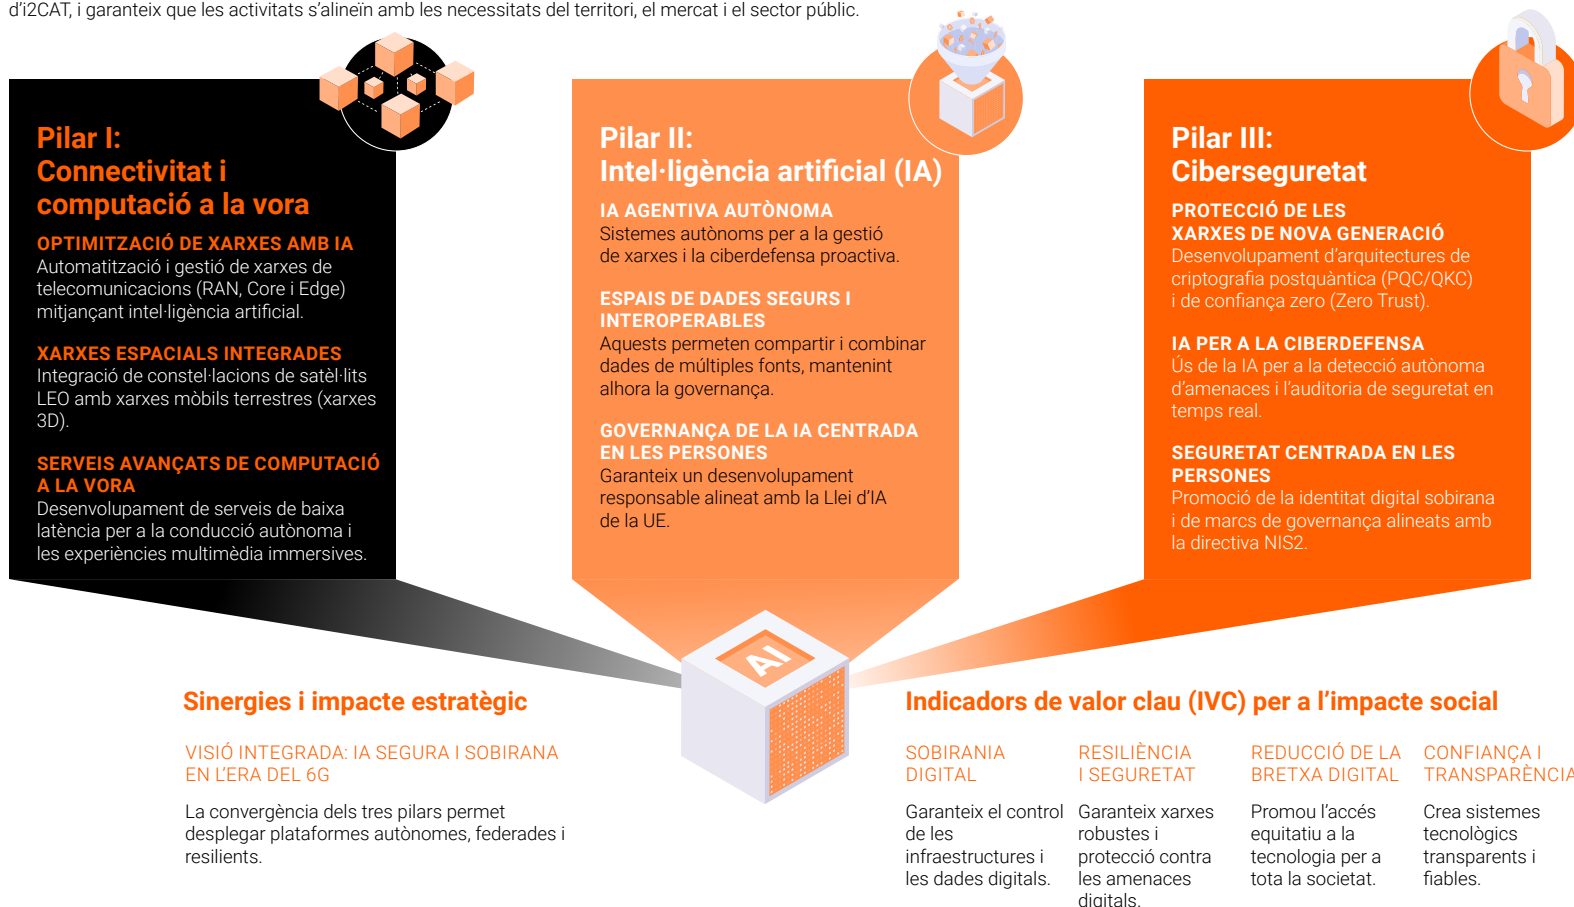 d’i2CAT, i garanteix que les activitats s’alineïn amb les necessitats del territori, el mercat i el sector públic.
Pilar I:
Connectivitat i
computació a la vora
OPTIMITZACIÓ DE XARXES AMB IA
Automatització i gestió de xarxes de
telecomunicacions (RAN, Core i Edge)
mitjançant intel·ligència artificial.
XARXES ESPACIALS INTEGRADES
Integració de constel·lacions de satèl·lits
LEO amb xarxes mòbils terrestres (xarxes
3D).
SERVEIS AVANÇATS DE COMPUTACIÓ
A LA VORA
Desenvolupament de serveis de baixa
latència per a la conducció autònoma i
les experiències multimèdia immersives.
Pilar II:
Intel·ligència artificial (IA)
IA AGENTIVA AUTÒNOMA
Sistemes autònoms per a la gestió
de xarxes i la ciberdefensa proactiva.
ESPAIS DE DADES SEGURS I
INTEROPERABLES
Aquests permeten compartir i combinar
dades de múltiples fonts, mantenint
alhora la governança.
GOVERNANÇA DE LA IA CENTRADA
EN LES PERSONES
Garanteix un desenvolupament
responsable alineat amb la Llei d’IA
de la UE.
Pilar III:
Ciberseguretat
PROTECCIÓ DE LES
XARXES DE NOVA GENERACIÓ
Desenvolupament d’arquitectures de
criptografia postquàntica (PQC/QKC)
i de confiança zero (Zero Trust).
IA PER A LA CIBERDEFENSA
Ús de la IA per a la detecció autònoma
d’amenaces i l’auditoria de seguretat en
temps real.
SEGURETAT CENTRADA EN LES
PERSONES
Promoció de la identitat digital sobirana
i de marcs de governança alineats amb
la directiva NIS2.
AI
Sinergies i impacte estratègic
VISIÓ INTEGRADA: IA SEGURA I SOBIRANA
EN L’ERA DEL 6G
La convergència dels tres pilars permet
desplegar plataformes autònomes, federades i
resilients.
Indicadors de valor clau (IVC) per a l’impacte social
SOBIRANIA
DIGITAL
Garanteix el control
de les
infraestructures i
les dades digitals.
RESILIÈNCIA
I SEGURETAT
Garanteix xarxes
robustes i
protecció contra
les amenaces
digitals.
REDUCCIÓ DE LA
BRETXA DIGITAL
Promou l’accés
equitatiu a la
tecnologia per a
tota la societat.
CONFIANÇA I
TRANSPARÈNCIA
Crea sistemes
tecnològics
transparents i
fiables.